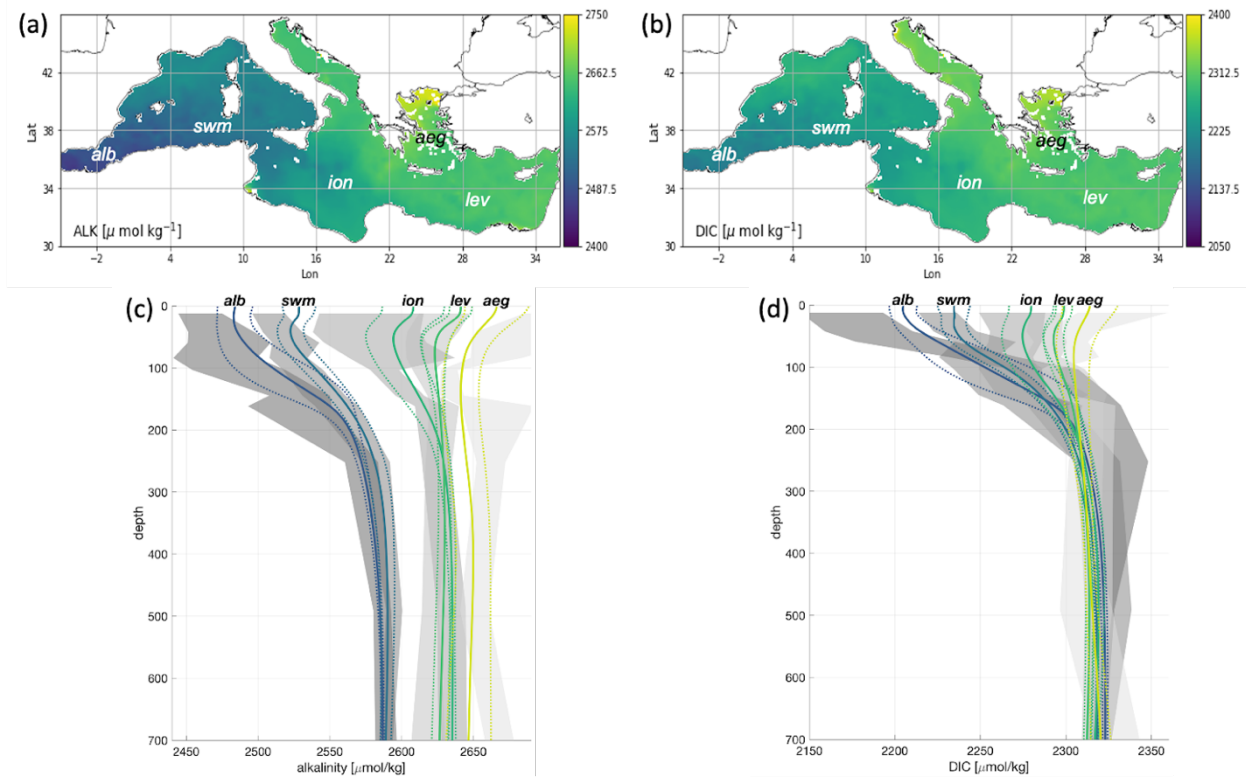 (a)
2750
2662.5
2575
2487.5
2400
42
38
34
30
Lat
swm
alb
aeg
ion
lev
ALK [μ mol kg⁻¹]
−2 4 10 16 22 28 34
Lon
(b)
2400
2312.5
2225
2137.5
2050
42
38
34
30
Lat
swm
alb
aeg
ion
lev
DIC [μ mol kg⁻¹]
−2 4 10 16 22 28 34
Lon
(c)
alb swm ion lev aeg
0
100
200
300
400
500
600
700
depth
2450 2500 2550 2600 2650
alkalinity [μmol/kg]
(d)
alb swm ion lev aeg
0
100
200
300
400
500
600
700
depth
2150 2200 2250 2300 2350
DIC [μmol/kg]